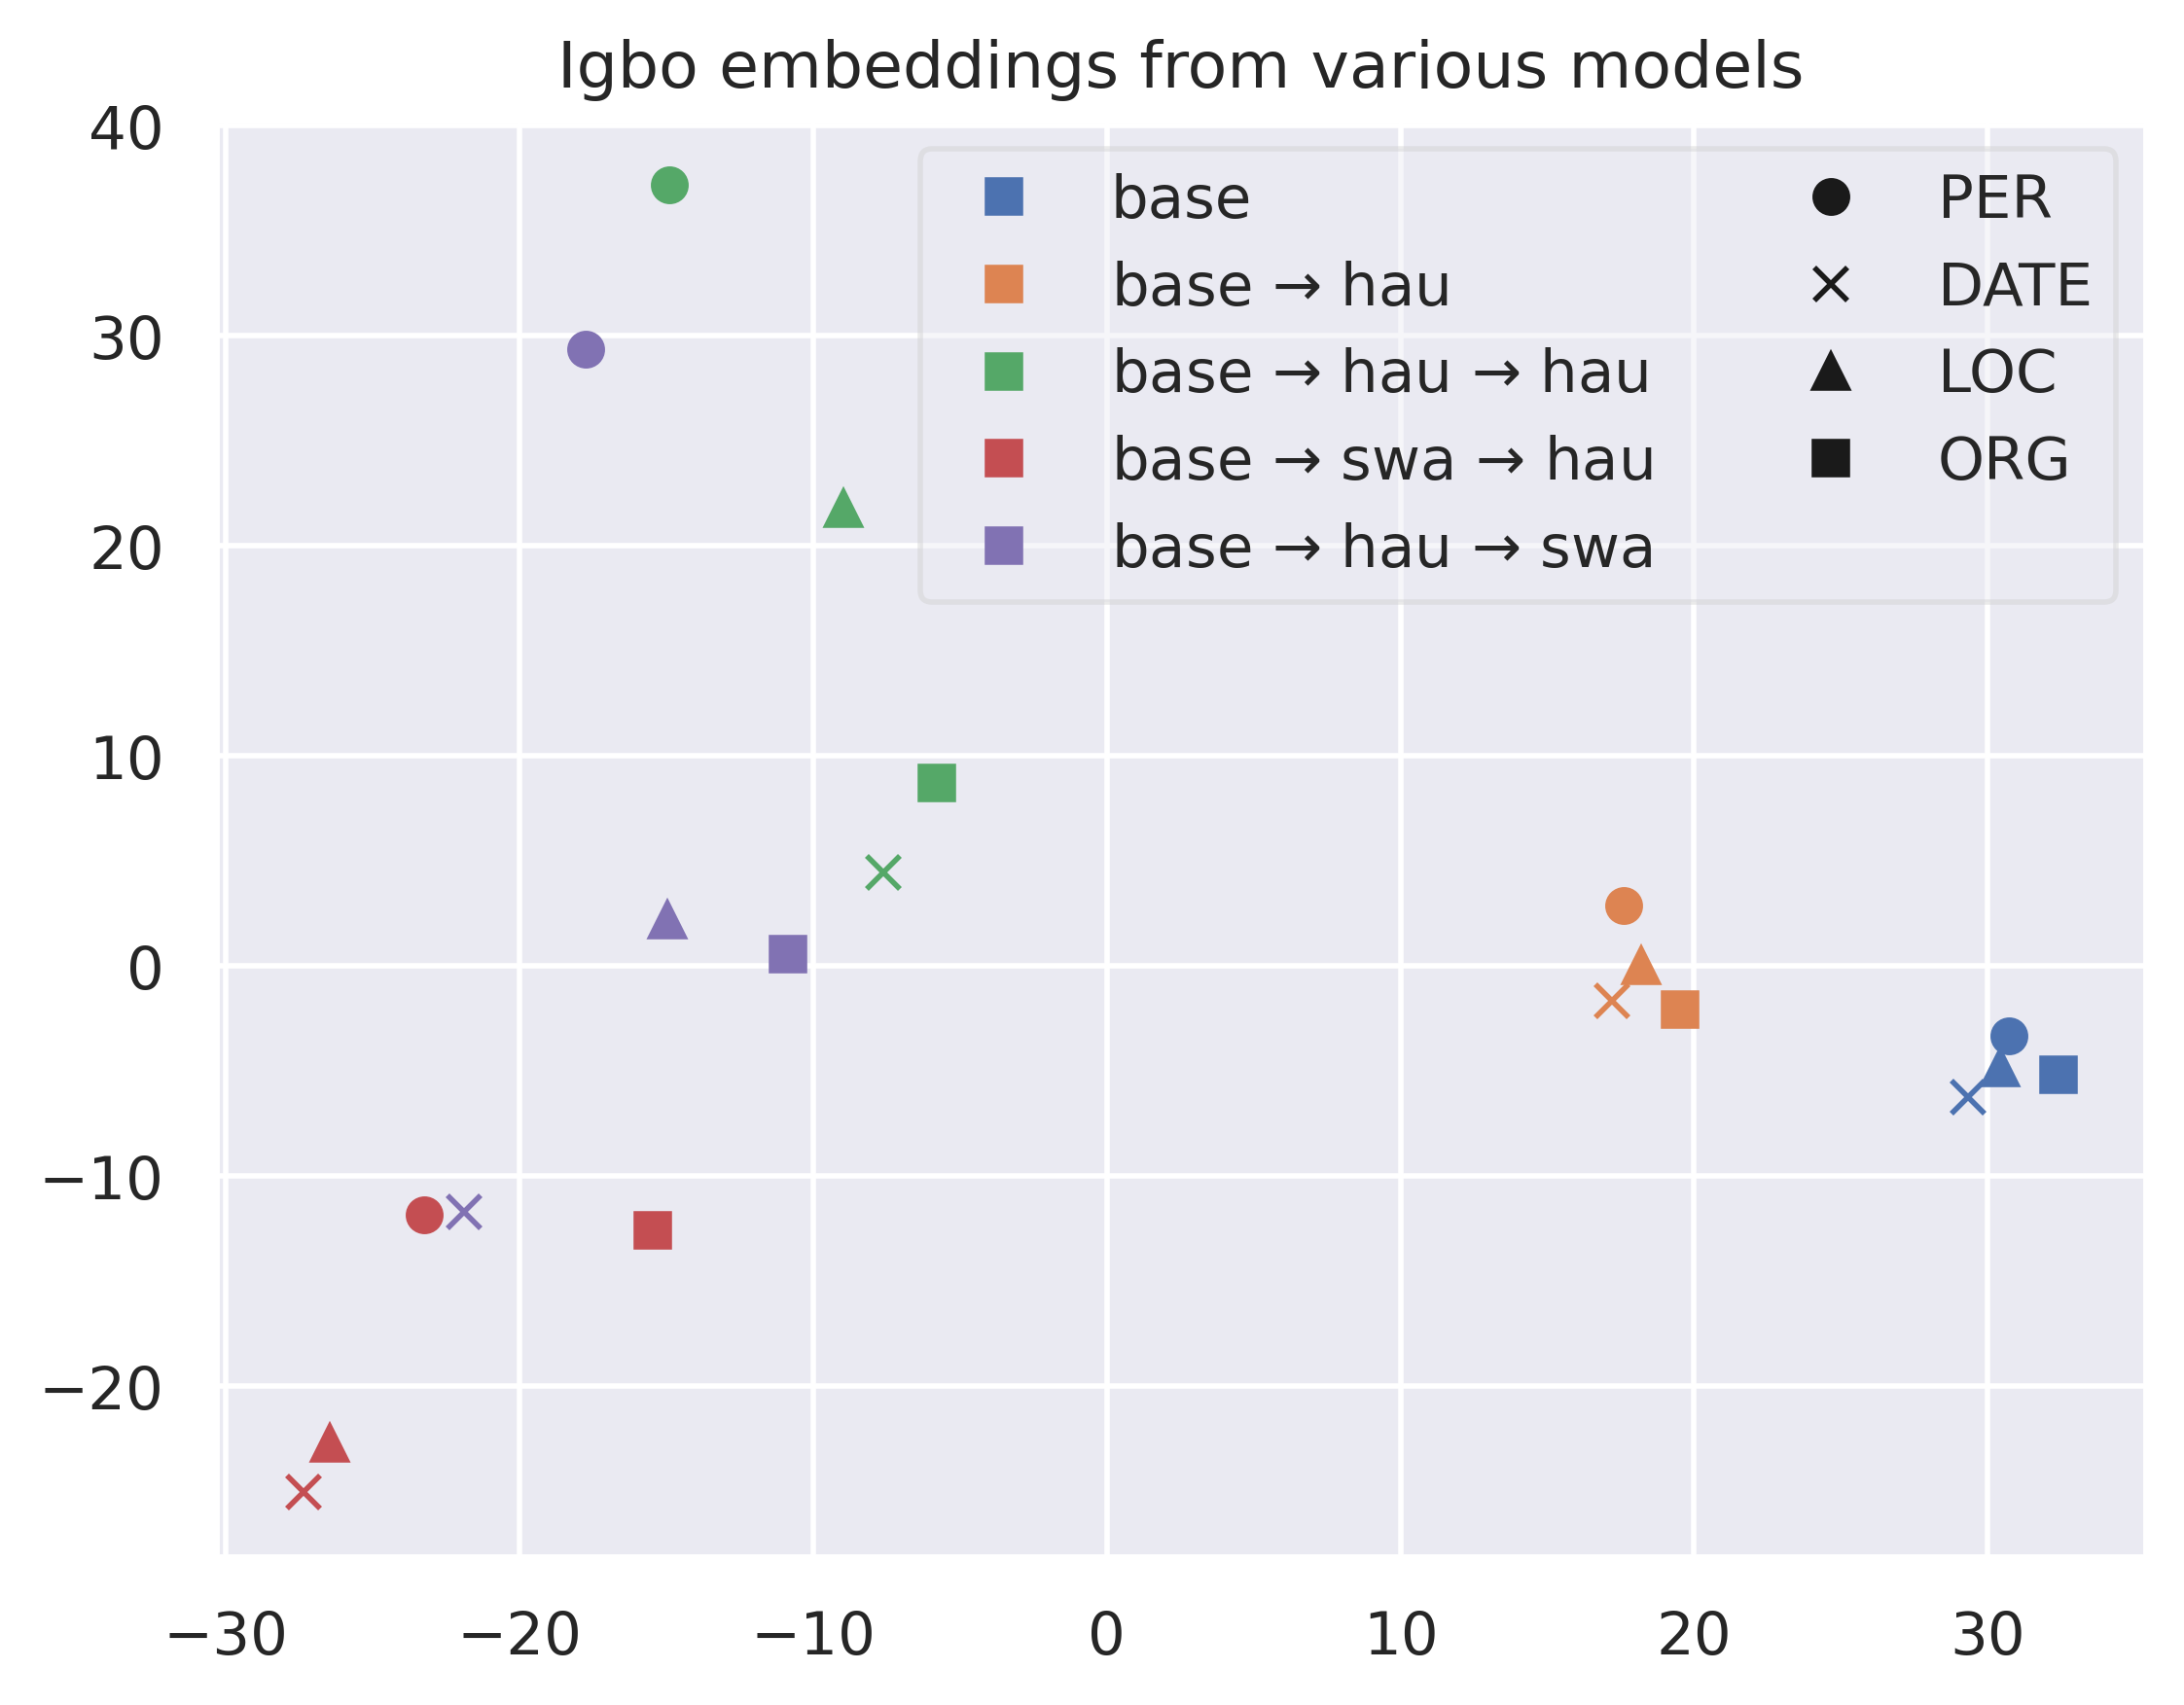 Igbo embeddings from various models
40
30
20
10
0
−10
−20
base
base → hau
base → hau → hau
base → swa → hau
base → hau → swa
PER
DATE
LOC
ORG
−30 −20 −10 0 10 20 30